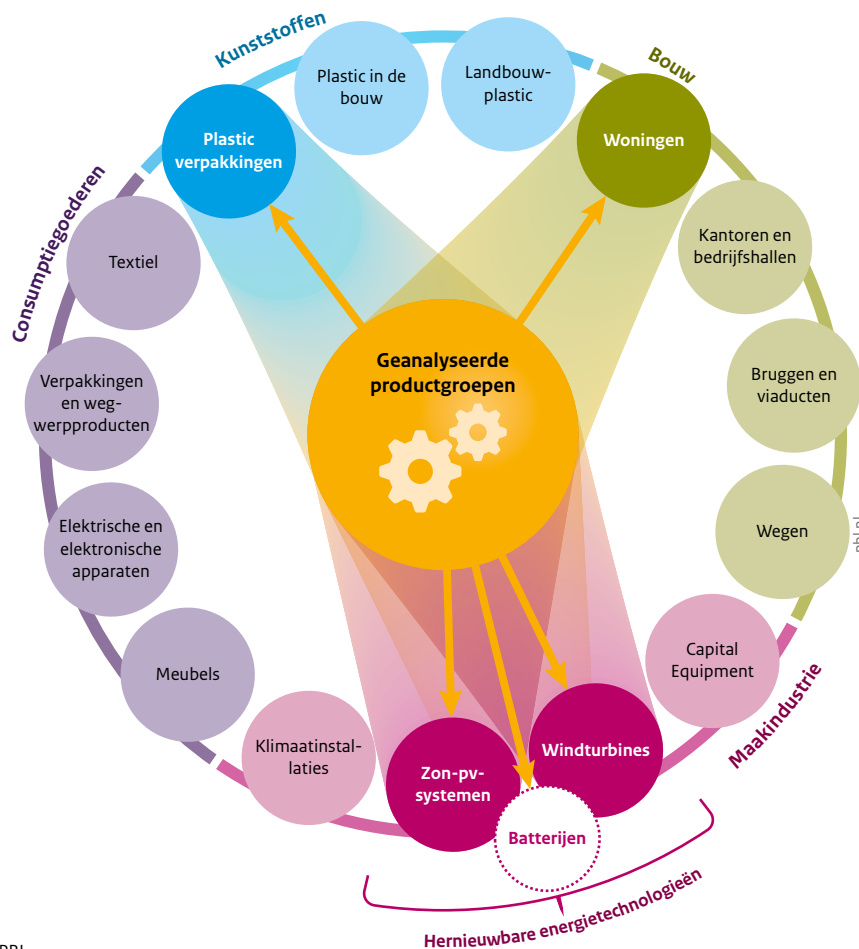 Kunststoffen
Plastic in de
bouw
Landbouw-
plastic
Bouw
Plastic
verpakkingen
Woningen
Consumptiegoederen
Textiel
Kantoren en
bedrijfshallen
Geanalyseerde
productgroepen
Verpakkingen
en weg-
werpproducten
Bruggen en
viaducten
Elektrische en
elektronische
apparaten
Wegen
pbl.nl
Meubels
Capital
Equipment
Maakindustrie
Klimaatinstal-
laties
Zon-pv-
systemen
Windturbines
Batterijen
Hernieuwbare energietechnologieën